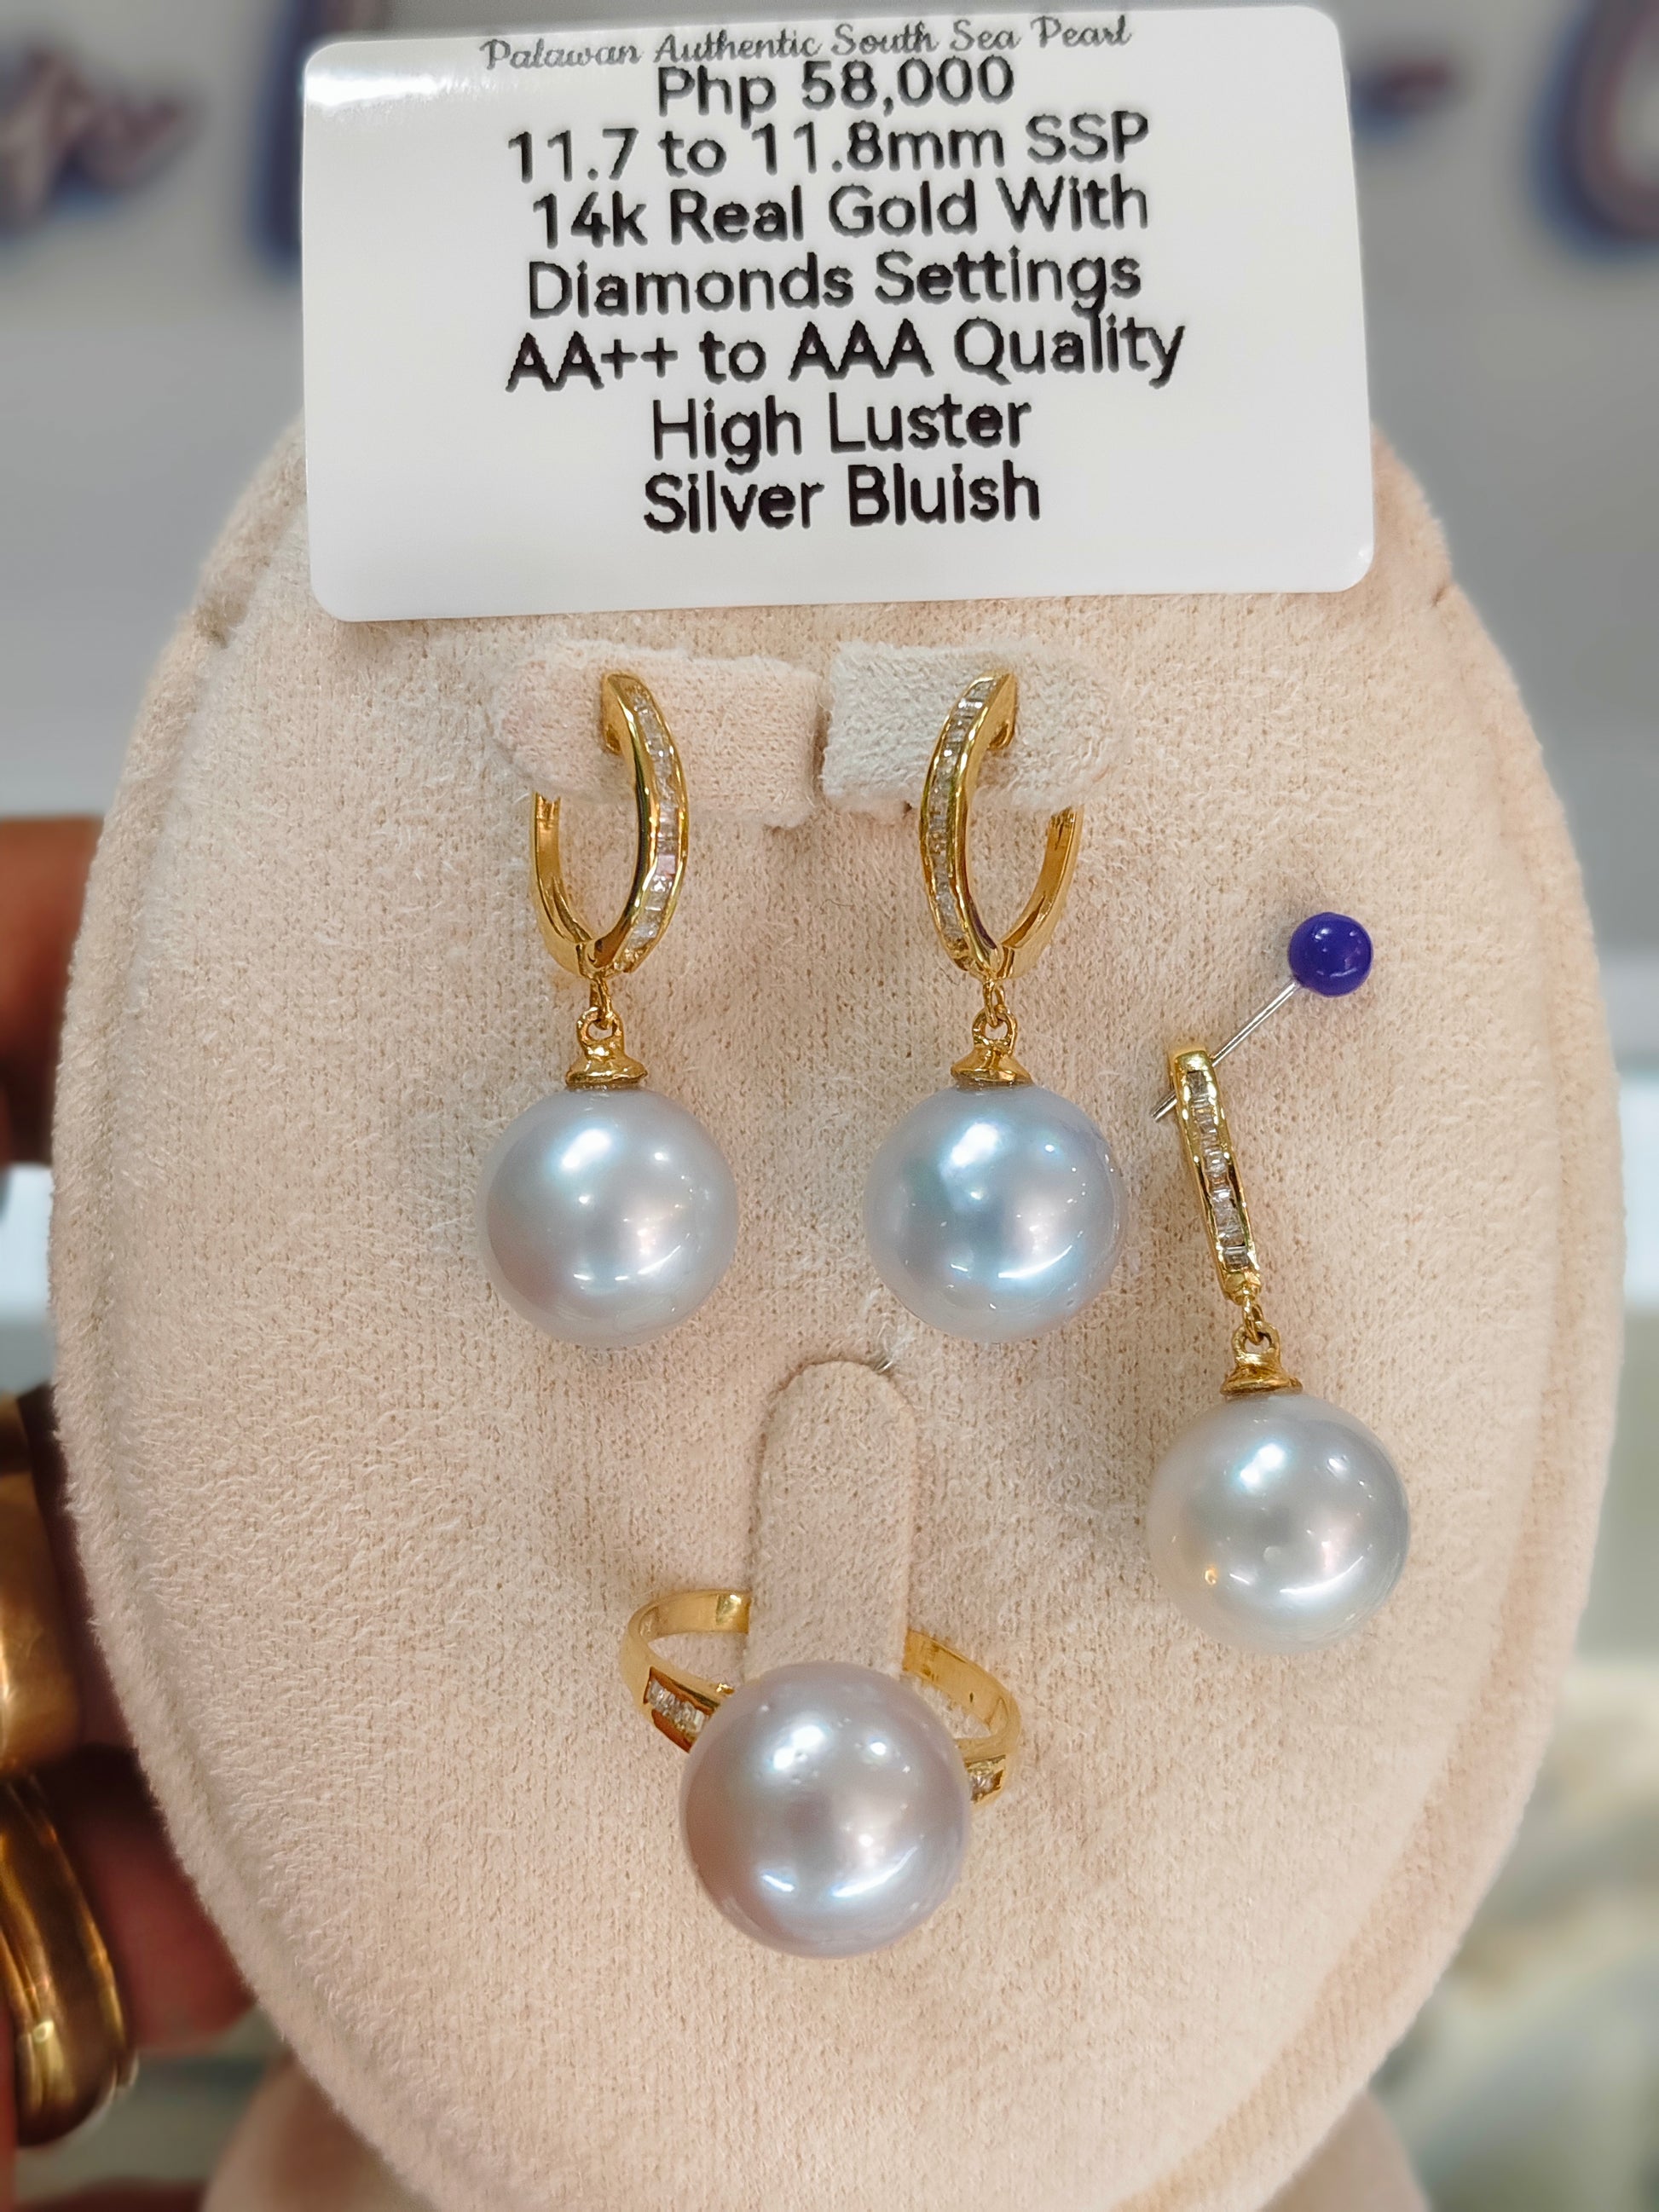 Palawan Authentic South Sea Pearl
Php 58,000
11.7 to 11.8mm SSP
14k Real Gold With
Diamonds Settings
AA++ to AAA Quality
High Luster
Silver Bluish